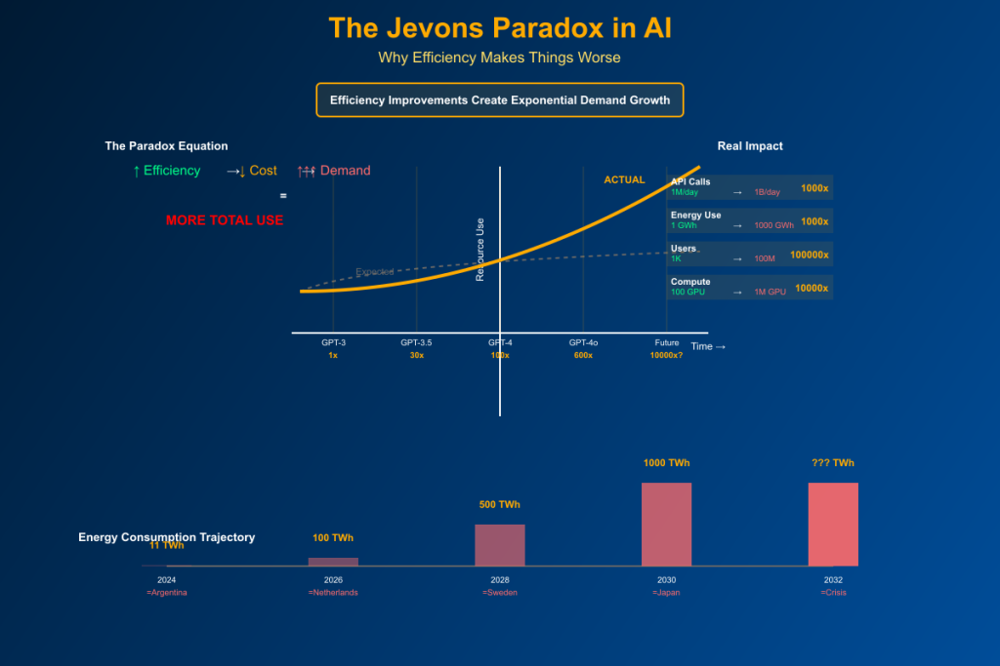 The Jevons Paradox in AI
Why Efficiency Makes Things Worse
Efficiency Improvements Create Exponential Demand Growth
The Paradox Equation
↑ Efficiency → ↓ Cost → ↑↑↑ Demand
=
MORE TOTAL USE
Real Impact
ACTUAL
Expected
Resource Use
API Calls
1M/day → 1B/day 1000x
Energy Use
1 GWh → 1000 GWh 1000x
Users
1K → 100M 100000x
Compute
100 GPU → 1M GPU 10000x
GPT-3 GPT-3.5 GPT-4 GPT-4o Future Time →
1x 30x 100x 600x 10000x?
Energy Consumption Trajectory
11 TWh 100 TWh 500 TWh 1000 TWh ??? TWh
2024 2026 2028 2030 2032
=Argentina =Netherlands =Sweden =Japan =Crisis